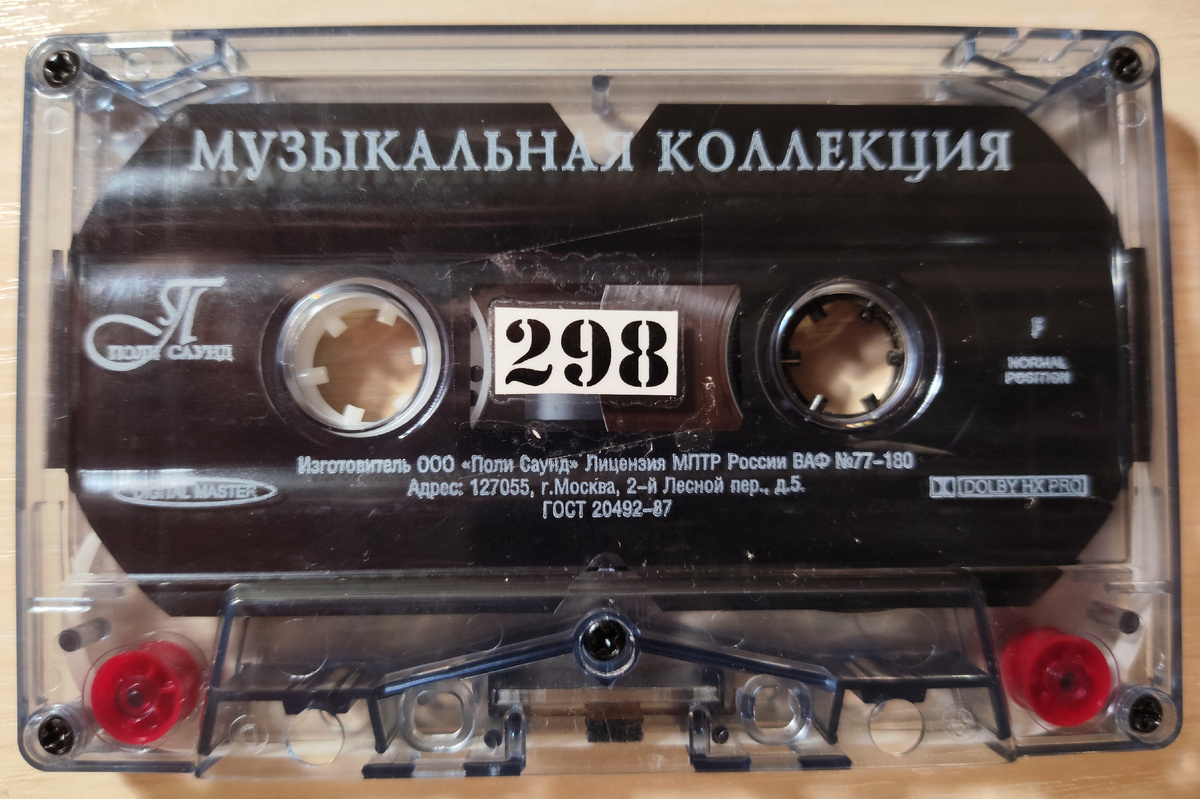 МУЗЫКАЛЬНАЯ КОЛЛЕКЦИЯ
П
ПОЛИ САУНД
298
NORMAL
POSITION
Изготовитель ООО «Поли Саунд» Лицензия МПТР России ВАФ №77-180
Адрес: 127055, г.Москва, 2-й Лесной пер., д.5.
ГОСТ 20492-87
DIGITAL MASTER
DOLBY HX PRO